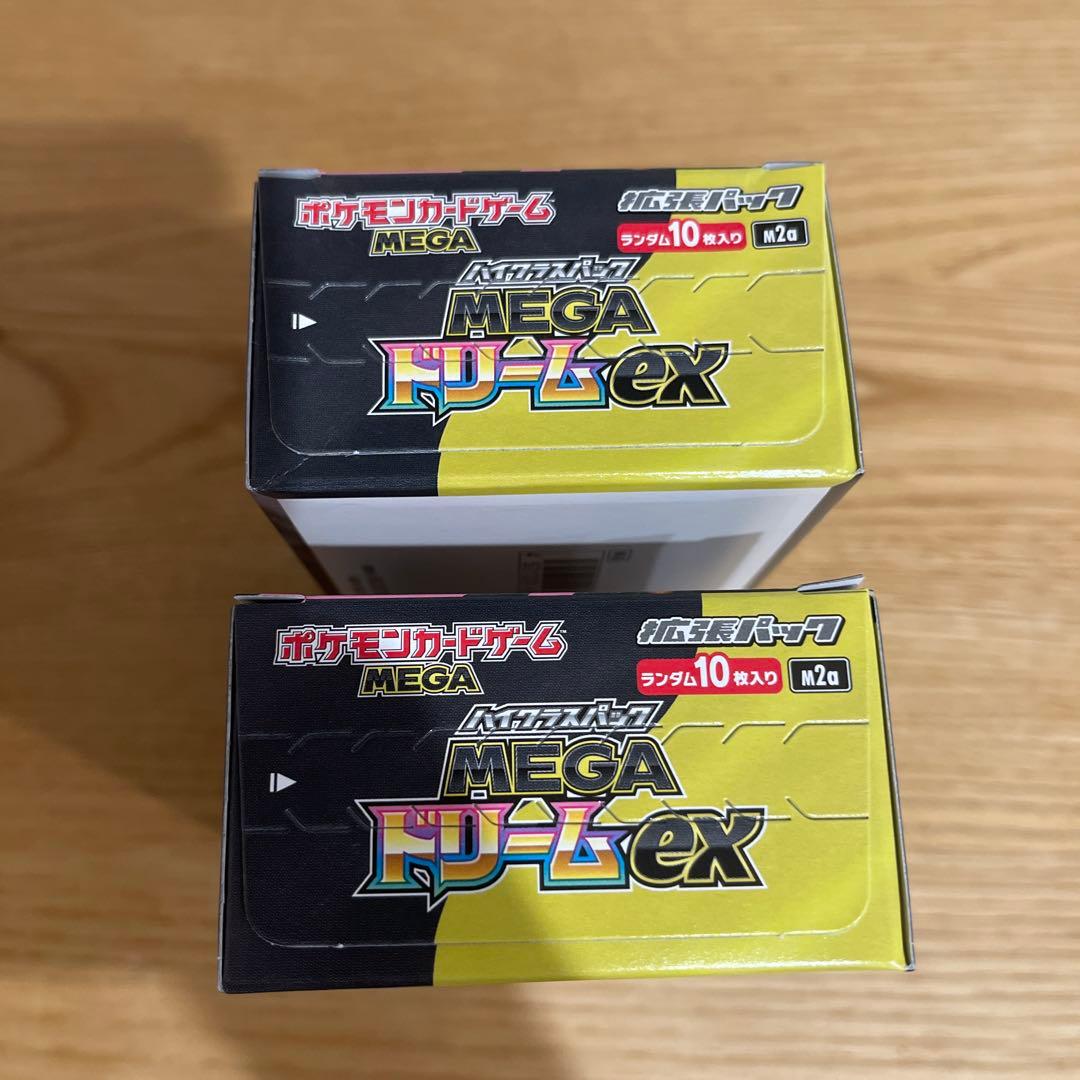 ポケモンカードゲーム
MEGA
拡張パック
ランダム10枚入り M2a
ハイクラスパック
MEGA
ドリームex
ポケモンカードゲーム
MEGA
拡張パック
ランダム10枚入り M2a
ハイクラスパック
MEGA
ドリームex